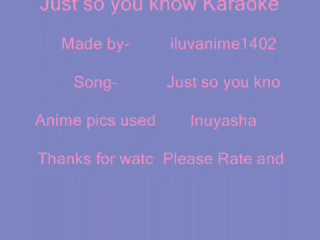 Just so you know Karaoke
Made by- iluvanime1402
Song- Just so you kno
Anime pics used Inuyasha
Thanks for watc Please Rate and